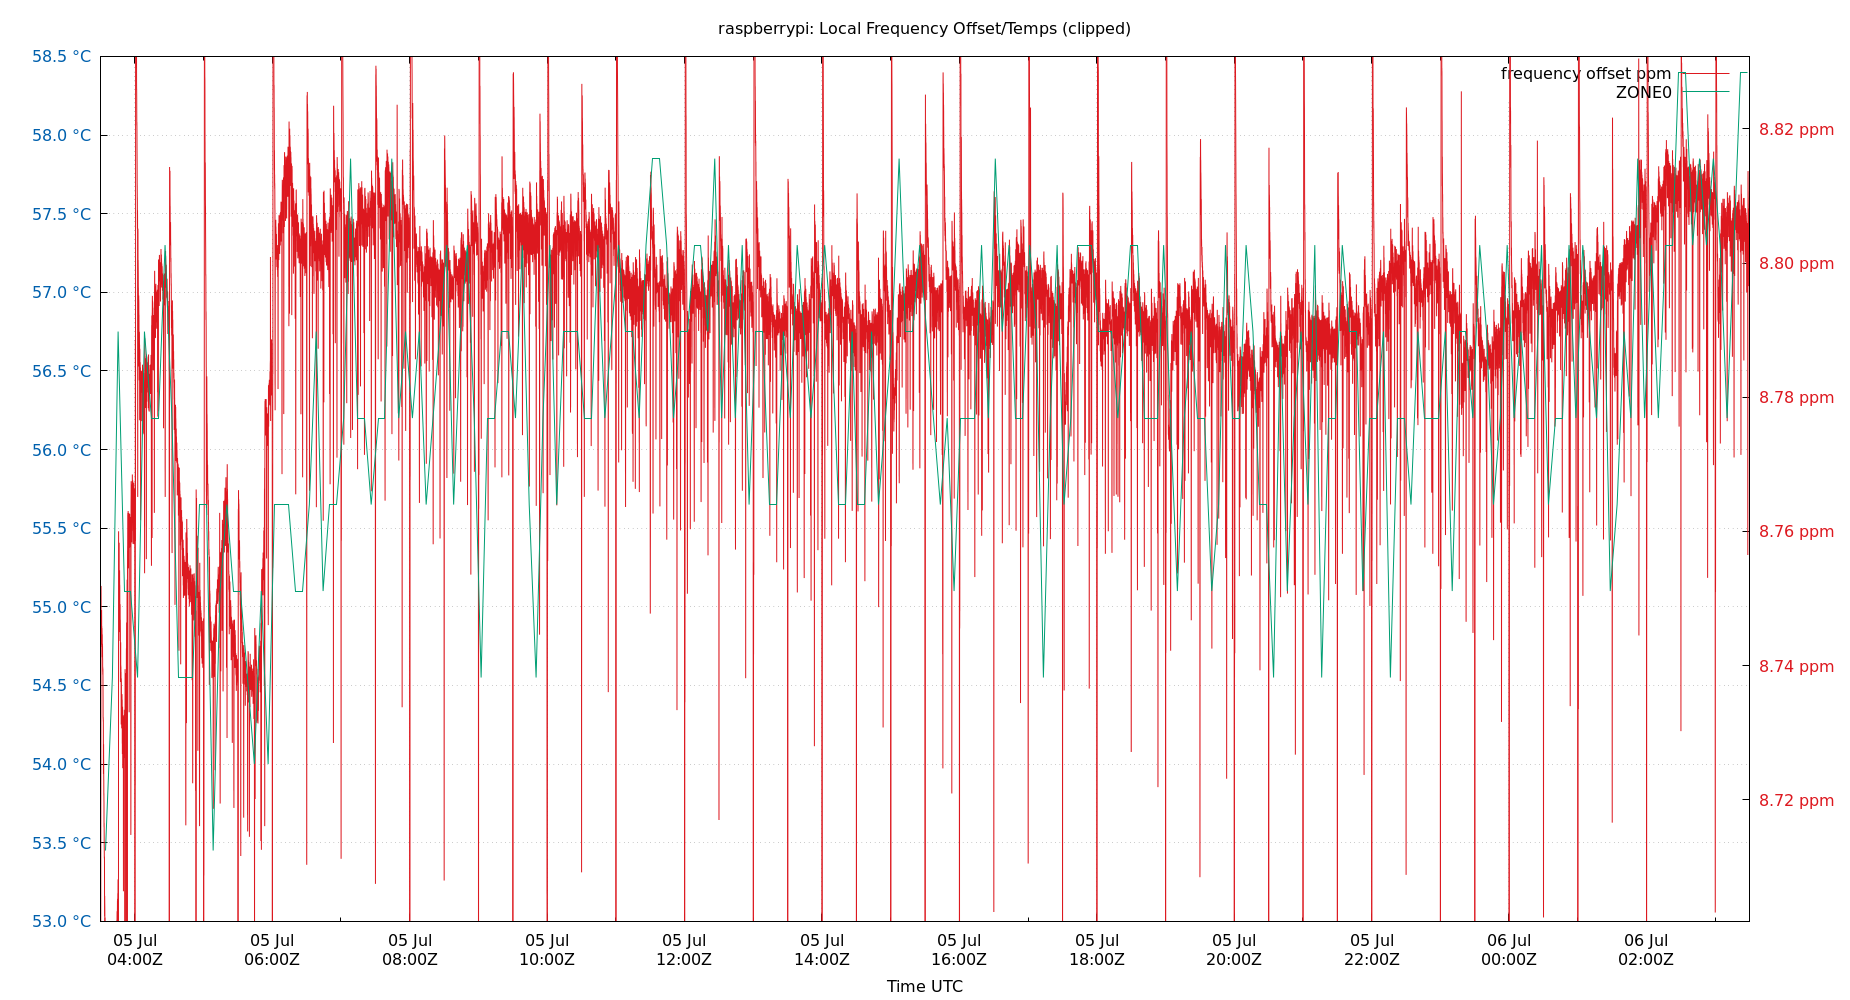 raspberrypi: Local Frequency Offset/Temps (clipped)
frequency offset ppm
ZONE0
58.5 °C
58.0 °C
57.5 °C
57.0 °C
56.5 °C
56.0 °C
55.5 °C
55.0 °C
54.5 °C
54.0 °C
53.5 °C
53.0 °C
8.82 ppm
8.80 ppm
8.78 ppm
8.76 ppm
8.74 ppm
8.72 ppm
05 Jul 05 Jul 05 Jul 05 Jul 05 Jul 05 Jul 05 Jul 05 Jul 05 Jul 05 Jul 06 Jul 06 Jul
04:00Z 06:00Z 08:00Z 10:00Z 12:00Z 14:00Z 16:00Z 18:00Z 20:00Z 22:00Z 00:00Z 02:00Z
Time UTC